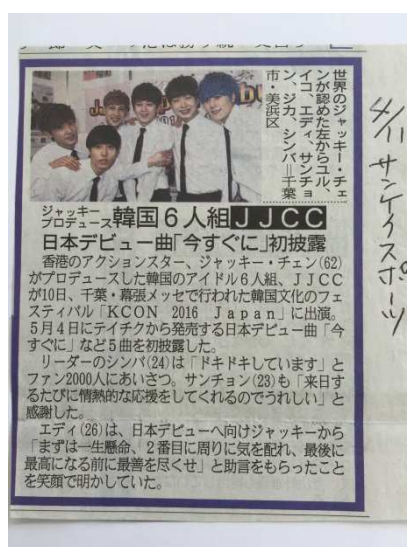 世界のジャッキー・チェ
ンが認めた左からユル、
イコ、エディ、サンチョ
ン、ジカ、シンバ＝千葉
市・美浜区
4/11 サンケイスポーツ
ジャッキー
プロデュース 韓国6人組JJCC
日本デビュー曲「今すぐに」初披露
香港のアクションスター、ジャッキー・チェン(62)
がプロデュースした韓国のアイドル6人組、JJCC
が10日、千葉・幕張メッセで行われた韓国文化のフェ
スティバル「KCON 2016 Japan」に出演。
5月4日にテイチクから発売する日本デビュー曲「今
すぐに」など5曲を初披露した。
リーダーのシンバ(24)は「ドキドキしています」と
ファン2000人にあいさつ。サンチョン(23)も「来日す
るたびに情熱的な応援をしてくれるのでうれしい」と
感謝した。
エディ(26)は、日本デビューへ向けジャッキーから
「まずは一生懸命、2番目に周りに気を配れ、最後に
最高になる前に最善を尽くせ」と助言をもらったこと
を笑顔で明かしていた。